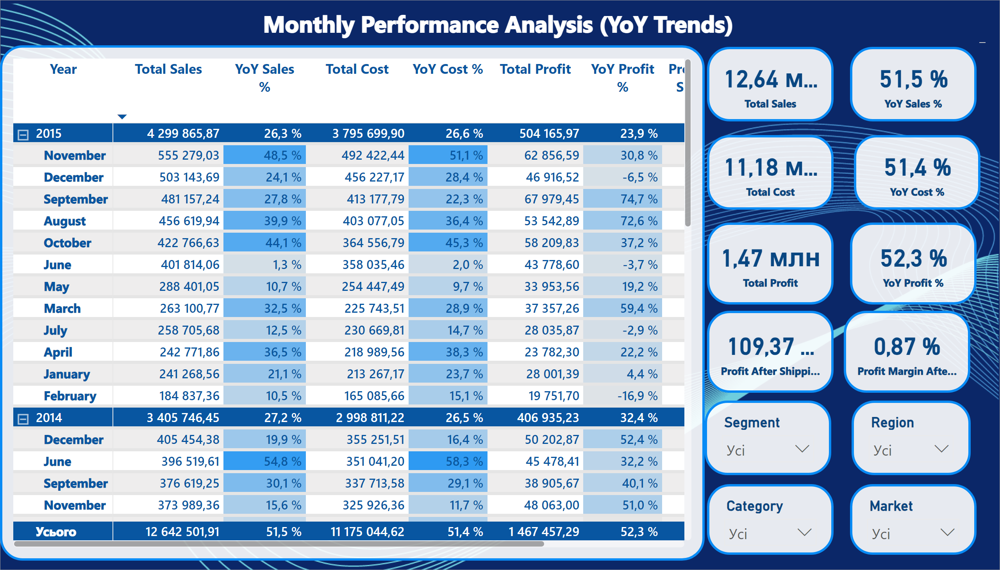 Monthly Performance Analysis (YoY Trends)
Year Total Sales YoY Sales % Total Cost YoY Cost % Total Profit YoY Profit %
2015 4 299 865,87 26,3 % 3 795 699,90 26,6 % 504 165,97 23,9 %
November 555 279,03 48,5 % 492 422,44 51,1 % 62 856,59 30,8 %
December 503 143,69 24,1 % 456 227,17 28,4 % 46 916,52 -6,5 %
September 481 157,24 27,8 % 413 177,79 22,3 % 67 979,45 74,7 %
August 456 619,94 39,9 % 403 077,05 36,4 % 53 542,89 72,6 %
October 422 766,63 44,1 % 364 556,79 45,3 % 58 209,83 37,2 %
June 401 814,06 1,3 % 358 035,46 2,0 % 43 778,60 -3,7 %
May 288 401,05 10,7 % 254 447,49 9,7 % 33 953,56 19,2 %
March 263 100,77 32,5 % 225 743,51 28,9 % 37 357,26 59,4 %
July 258 705,68 12,5 % 230 669,81 14,7 % 28 035,87 -2,9 %
April 242 771,86 36,5 % 218 989,56 38,3 % 23 782,30 22,2 %
January 241 268,56 21,1 % 213 267,17 23,7 % 28 001,39 4,4 %
February 184 837,36 10,5 % 165 085,66 15,1 % 19 751,70 -16,9 %
2014 3 405 746,45 27,2 % 2 998 811,22 26,5 % 406 935,23 32,4 %
December 405 454,38 19,9 % 355 251,51 16,4 % 50 202,87 52,4 %
June 396 519,61 54,8 % 351 041,20 58,3 % 45 478,41 32,2 %
September 376 619,25 30,1 % 337 713,58 29,1 % 38 905,67 40,1 %
November 373 989,36 15,6 % 325 926,36 11,7 % 48 063,00 51,0 %
Усього 12 642 501,91 51,5 % 11 175 044,62 51,4 % 1 467 457,29 52,3 %
12,64 м...
Total Sales
51,5 %
YoY Sales %
11,18 м...
Total Cost
51,4 %
YoY Cost %
1,47 млн
Total Profit
52,3 %
YoY Profit %
109,37 ...
Profit After Shippi...
0,87 %
Profit Margin Afte...
Segment
Усі
Region
Усі
Category
Усі
Market
Усі